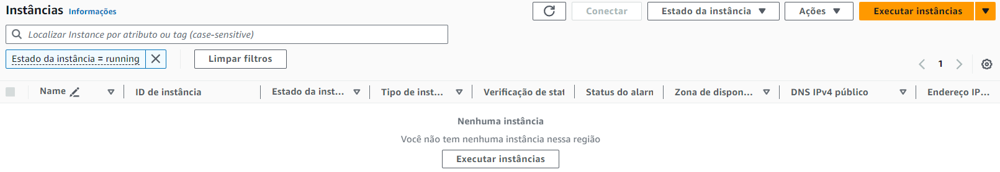 Instâncias Informações
Conectar Estado da instância Ações Executar instâncias
Localizar Instance por atributo ou tag (case-sensitive)
Estado da instância = running Limpar filtros
1
Name ID de instância Estado da inst... Tipo de inst... Verificação de stat Status do alarn Zona de dispon... DNS IPv4 público Endereço IP...
Nenhuma instância
Você não tem nenhuma instância nessa região
Executar instâncias